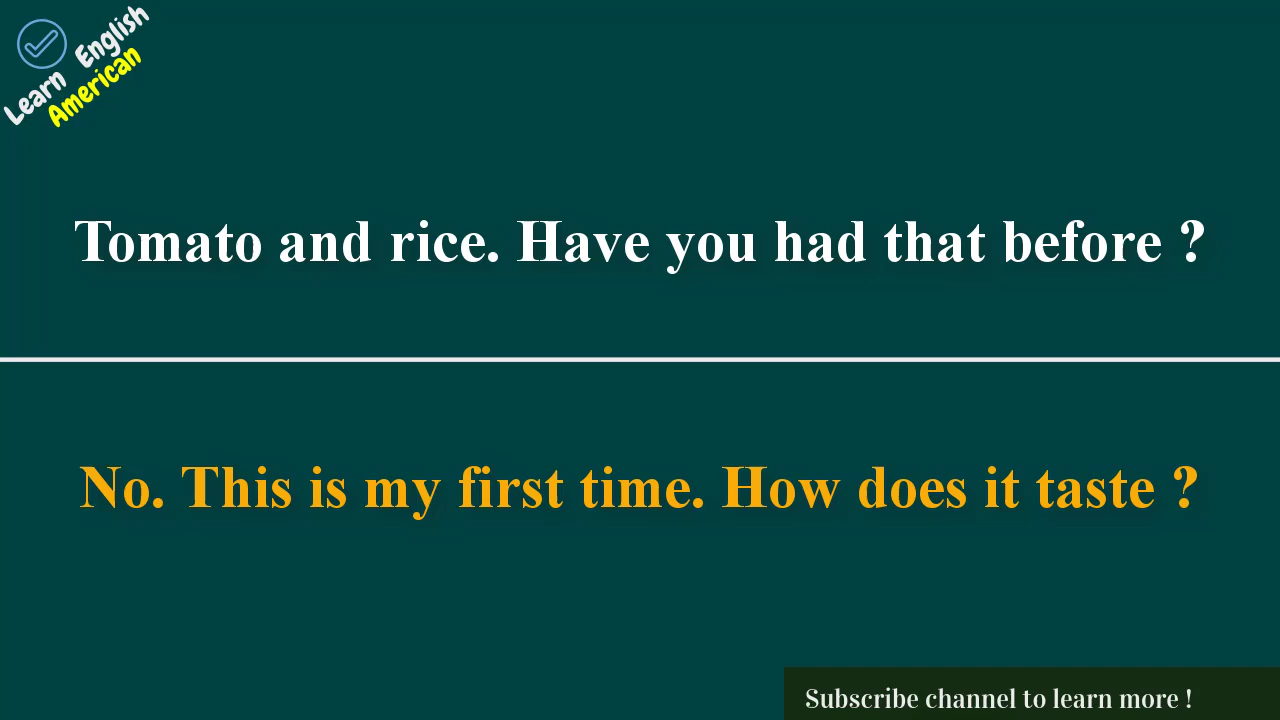 Learn English
American
Tomato and rice. Have you had that before ?
No. This is my first time. How does it taste ?
Subscribe channel to learn more !